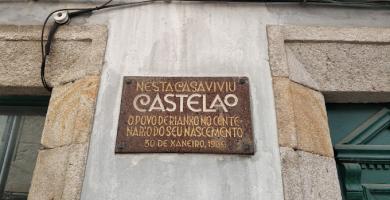 NESTA CASA VIVIU
CASTELAO
O POVO DE RIANXO NO CENTE-
NARIO DO SEU NASCEMENTO
30 DE XANEIRO, 1986